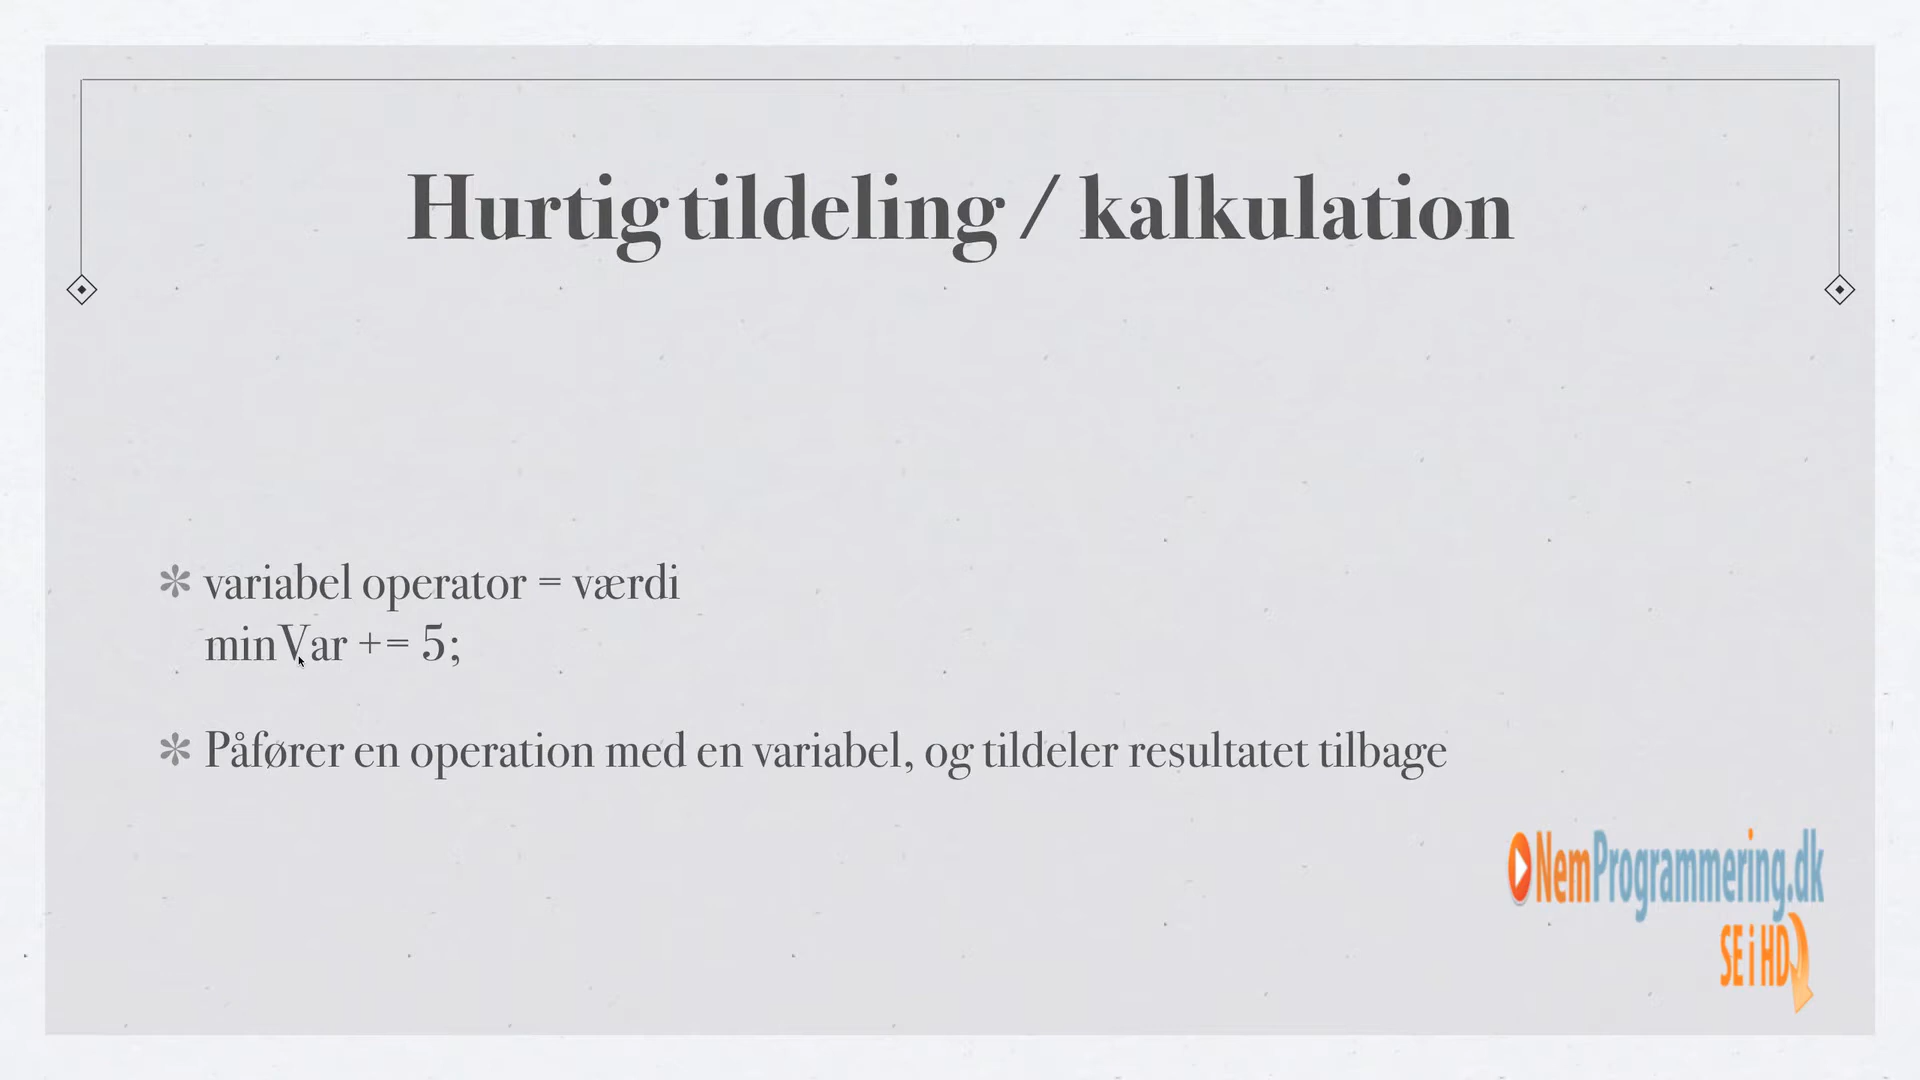 Hurtig tildeling / kalkulation
variabel operator = værdi
minVar += 5;
Påfører en operation med en variabel, og tildeler resultatet tilbage
NemProgrammering.dk
SE i HD